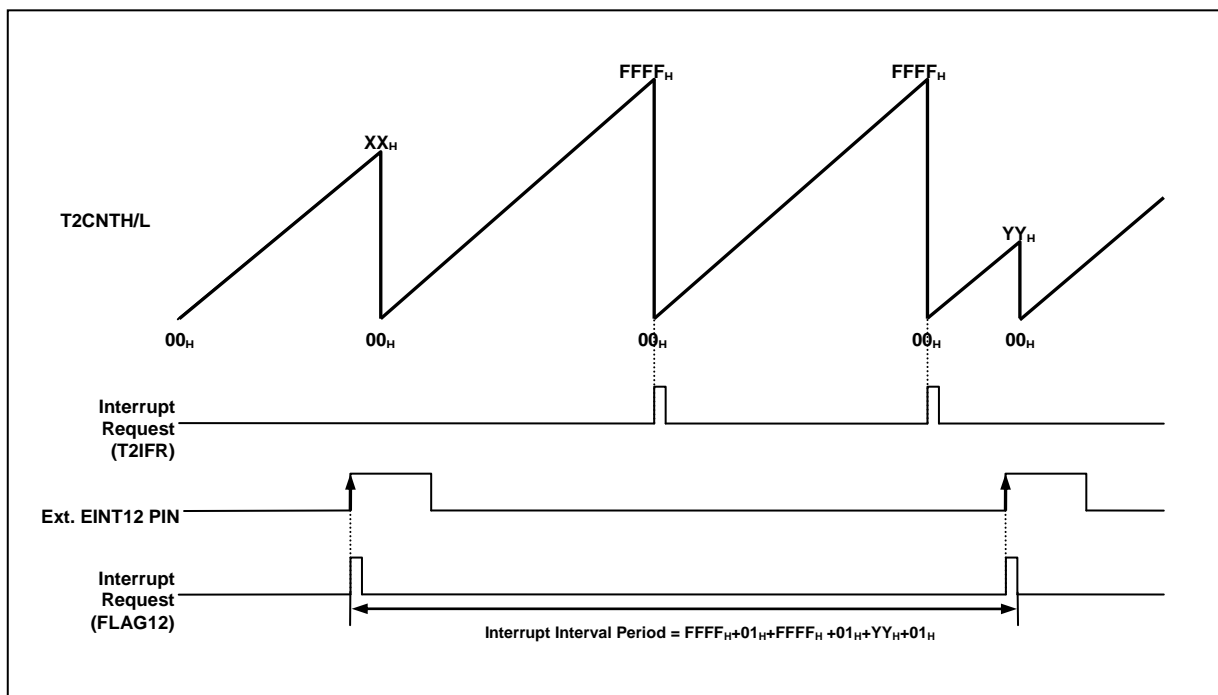 FFFFH FFFFH
XXH
T2CNTH/L
YYH
00H 00H 00H 00H 00H
Interrupt
Request
(T2IFR)
Ext. EINT12 PIN
Interrupt
Request
(FLAG12)
Interrupt Interval Period = FFFFH+01H+FFFFH +01H+YYH+01H